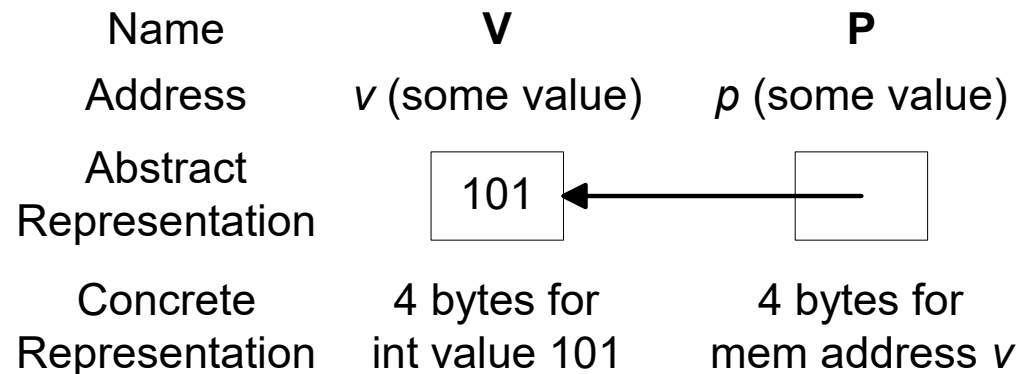 Name V P
Address v (some value) p (some value)
Abstract
Representation 101
Concrete 4 bytes for 4 bytes for
Representation int value 101 mem address v